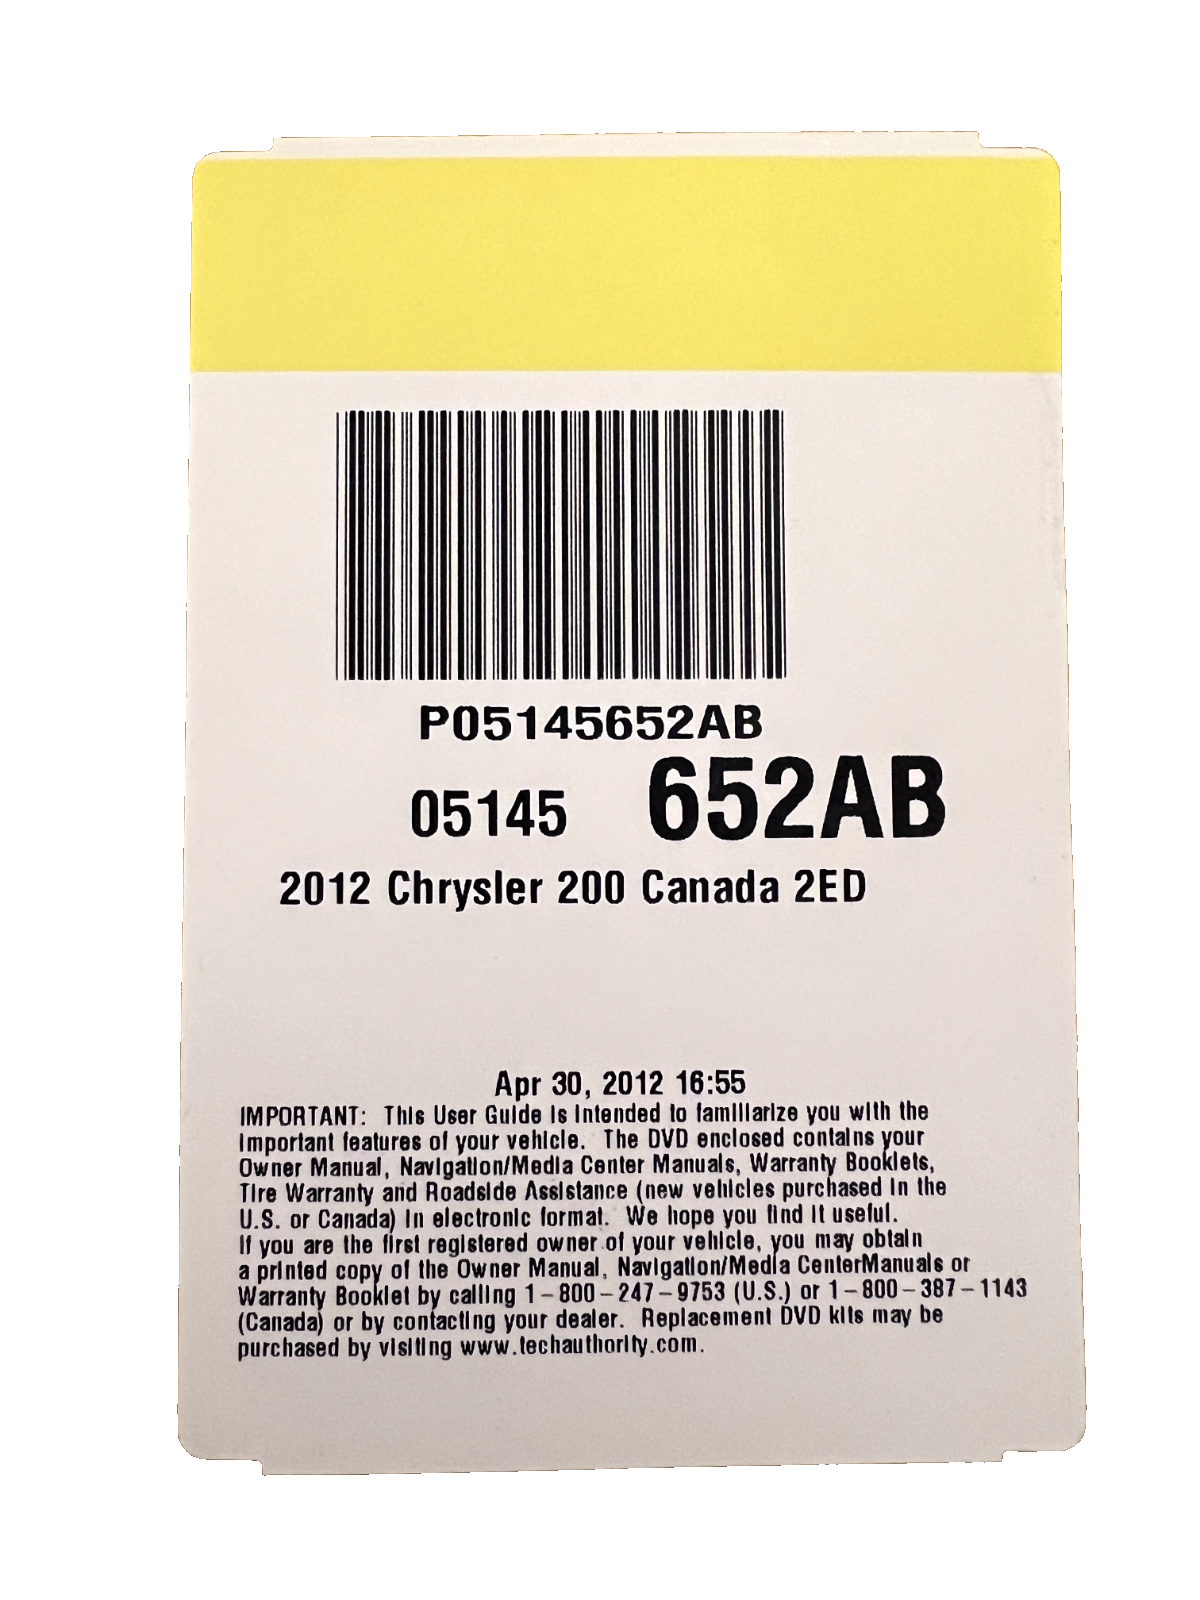 P05145652AB
05145 652AB
2012 Chrysler 200 Canada 2ED
Apr 30, 2012 16:55
IMPORTANT: This User Guide is intended to familiarize you with the
important features of your vehicle. The DVD enclosed contains your
Owner Manual, Navigation/Media Center Manuals, Warranty Booklets,
Tire Warranty and Roadside Assistance (new vehicles purchased in the
U.S. or Canada) in electronic format. We hope you find it useful.
If you are the first registered owner of your vehicle, you may obtain
a printed copy of the Owner Manual, Navigation/Media CenterManuals or
Warranty Booklet by calling 1-800-247-9753 (U.S.) or 1-800-387-1143
(Canada) or by contacting your dealer. Replacement DVD kits may be
purchased by visiting www.techauthority.com.